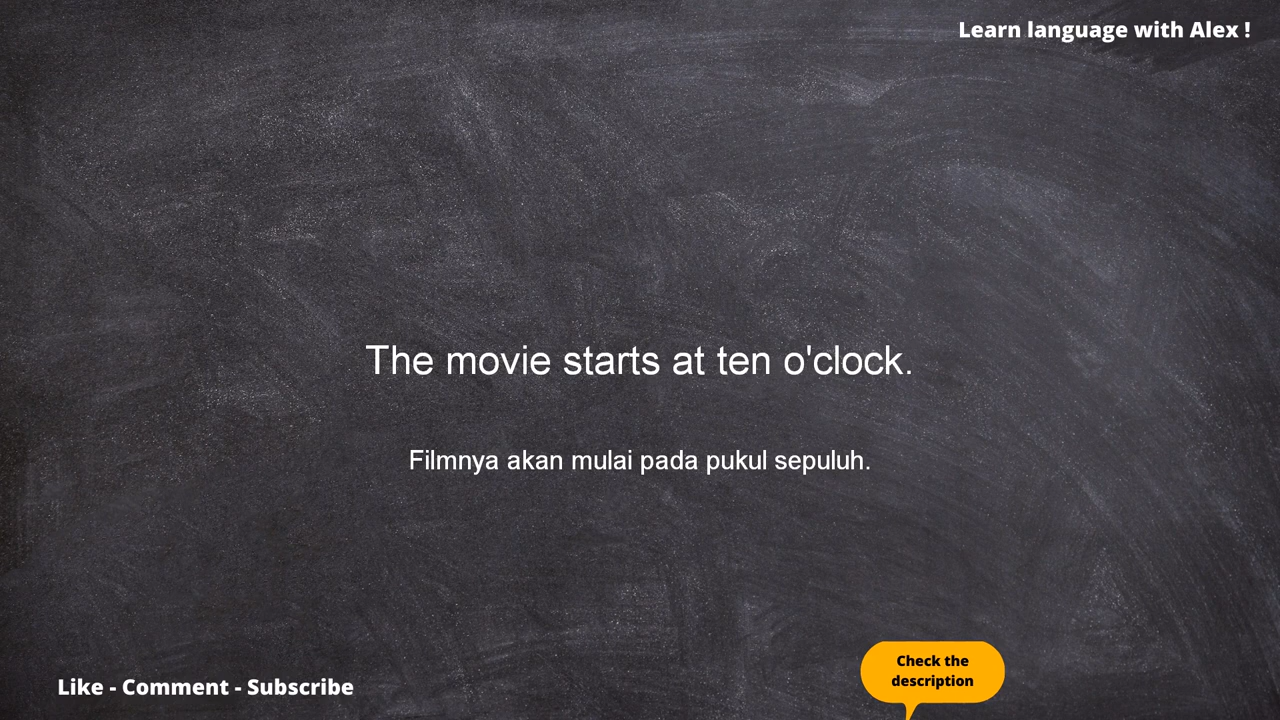 Learn language with Alex !
The movie starts at ten o'clock.
Filmnya akan mulai pada pukul sepuluh.
Check the
description
Like - Comment - Subscribe